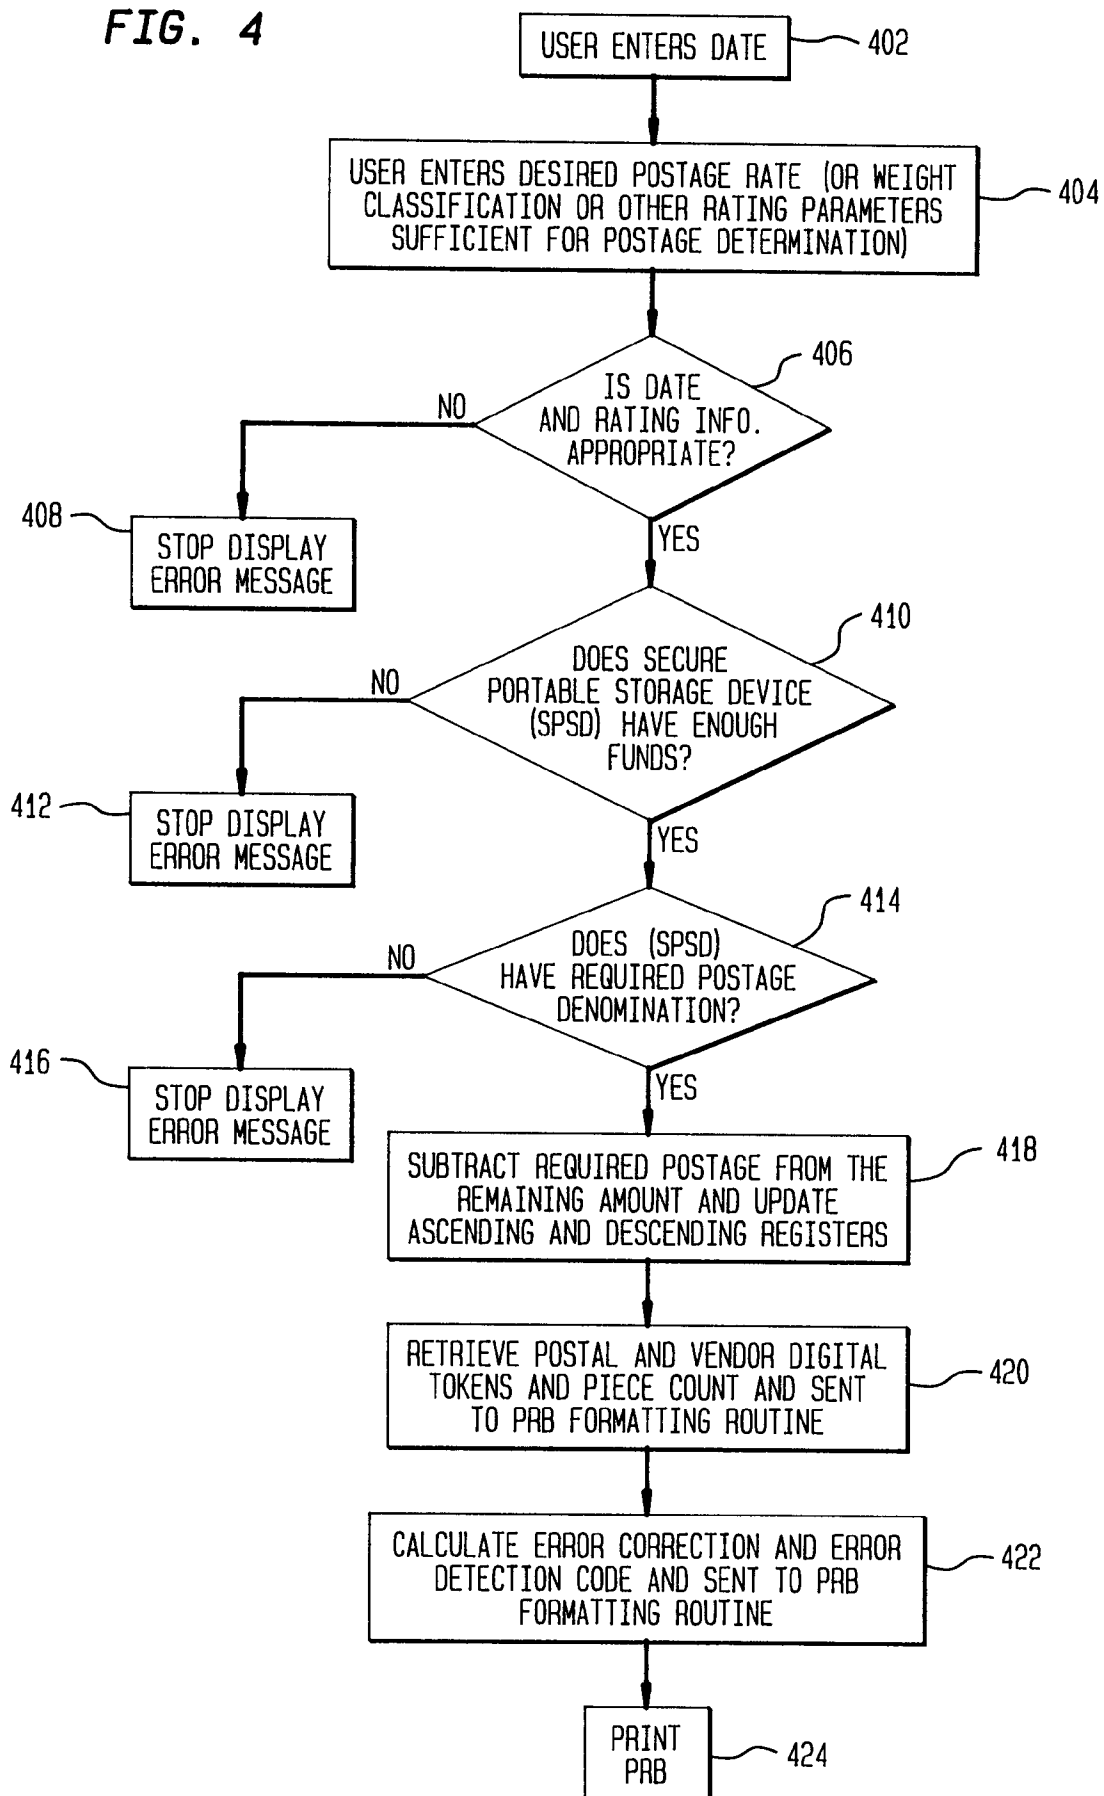 FIG. 4
USER ENTERS DATE
402
USER ENTERS DESIRED POSTAGE RATE (OR WEIGHT
CLASSIFICATION OR OTHER RATING PARAMETERS
SUFFICIENT FOR POSTAGE DETERMINATION)
404
406
IS DATE
AND RATING INFO.
APPROPRIATE?
NO
408
STOP DISPLAY
ERROR MESSAGE
YES
410
DOES SECURE
PORTABLE STORAGE DEVICE
(SPSD) HAVE ENOUGH
FUNDS?
NO
412
STOP DISPLAY
ERROR MESSAGE
YES
414
DOES (SPSD)
HAVE REQUIRED POSTAGE
DENOMINATION?
NO
416
STOP DISPLAY
ERROR MESSAGE
YES
SUBTRACT REQUIRED POSTAGE FROM THE
REMAINING AMOUNT AND UPDATE
ASCENDING AND DESCENDING REGISTERS
418
RETRIEVE POSTAL AND VENDOR DIGITAL
TOKENS AND PIECE COUNT AND SENT
TO PRB FORMATTING ROUTINE
420
CALCULATE ERROR CORRECTION AND ERROR
DETECTION CODE AND SENT TO PRB
FORMATTING ROUTINE
422
PRINT
PRB
424